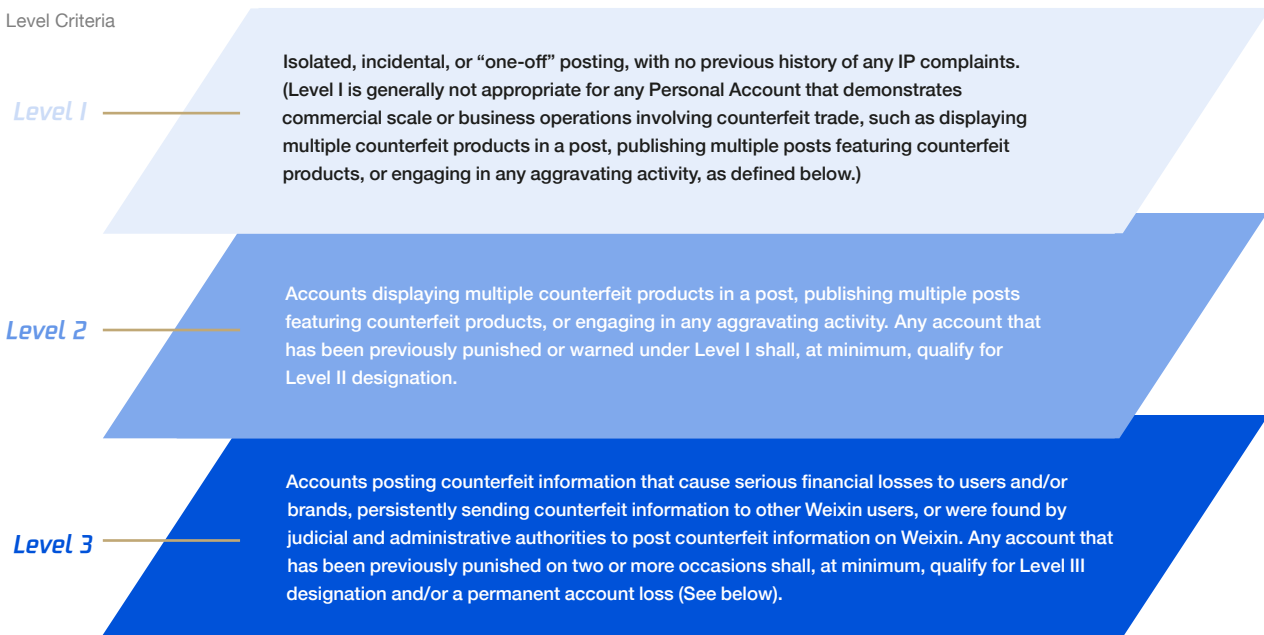 Level Criteria
Level I
Isolated, incidental, or “one-off” posting, with no previous history of any IP complaints.
(Level I is generally not appropriate for any Personal Account that demonstrates
commercial scale or business operations involving counterfeit trade, such as displaying
multiple counterfeit products in a post, publishing multiple posts featuring counterfeit
products, or engaging in any aggravating activity, as defined below.)
Level 2
Accounts displaying multiple counterfeit products in a post, publishing multiple posts
featuring counterfeit products, or engaging in any aggravating activity. Any account that
has been previously punished or warned under Level I shall, at minimum, qualify for
Level II designation.
Level 3
Accounts posting counterfeit information that cause serious financial losses to users and/or
brands, persistently sending counterfeit information to other Weixin users, or were found by
judicial and administrative authorities to post counterfeit information on Weixin. Any account that
has been previously punished on two or more occasions shall, at minimum, qualify for Level III
designation and/or a permanent account loss (See below).